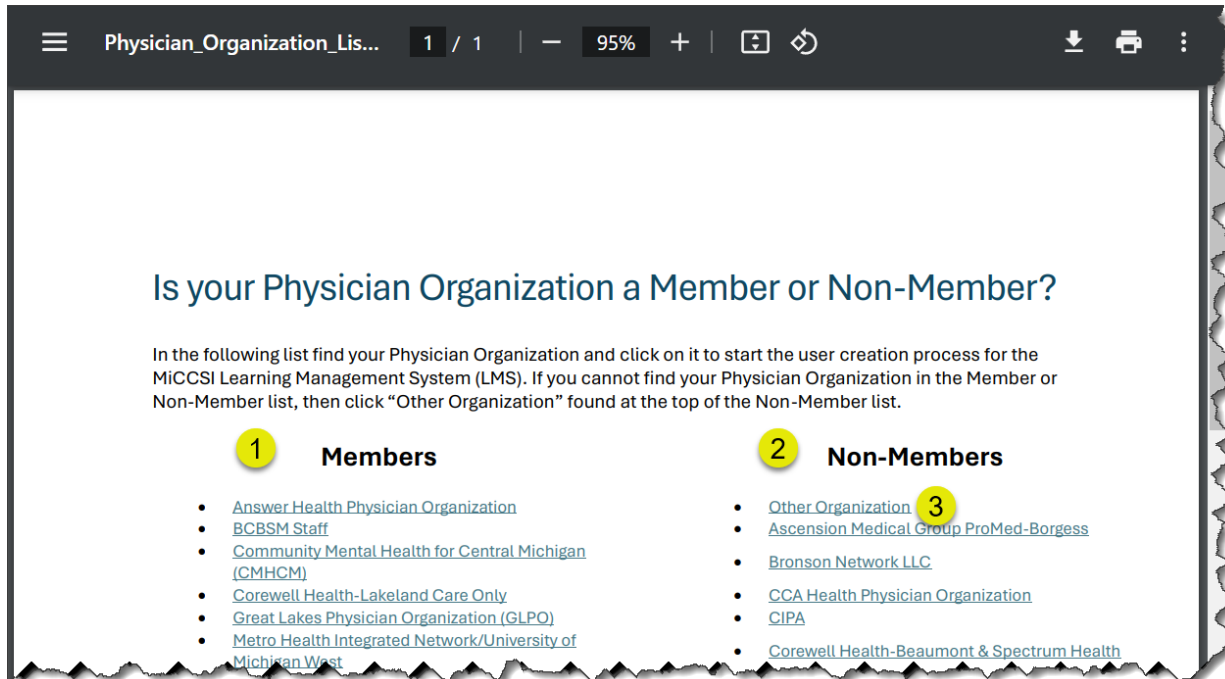 Physician_Organization_Lis... 1 / 1 95%
Is your Physician Organization a Member or Non-Member?
In the following list find your Physician Organization and click on it to start the user creation process for the
MiCCSI Learning Management System (LMS). If you cannot find your Physician Organization in the Member or
Non-Member list, then click “Other Organization” found at the top of the Non-Member list.
1 Members
• Answer Health Physician Organization
• BCBSM Staff
• Community Mental Health for Central Michigan
(CMHCM)
• Corewell Health-Lakeland Care Only
• Great Lakes Physician Organization (GLPO)
• Metro Health Integrated Network/University of
Michigan West
2 Non-Members
• Other Organization 3
• Ascension Medical Group ProMed-Borgess
• Bronson Network LLC
• CCA Health Physician Organization
• CIPA
• Corewell Health-Beaumont & Spectrum Health